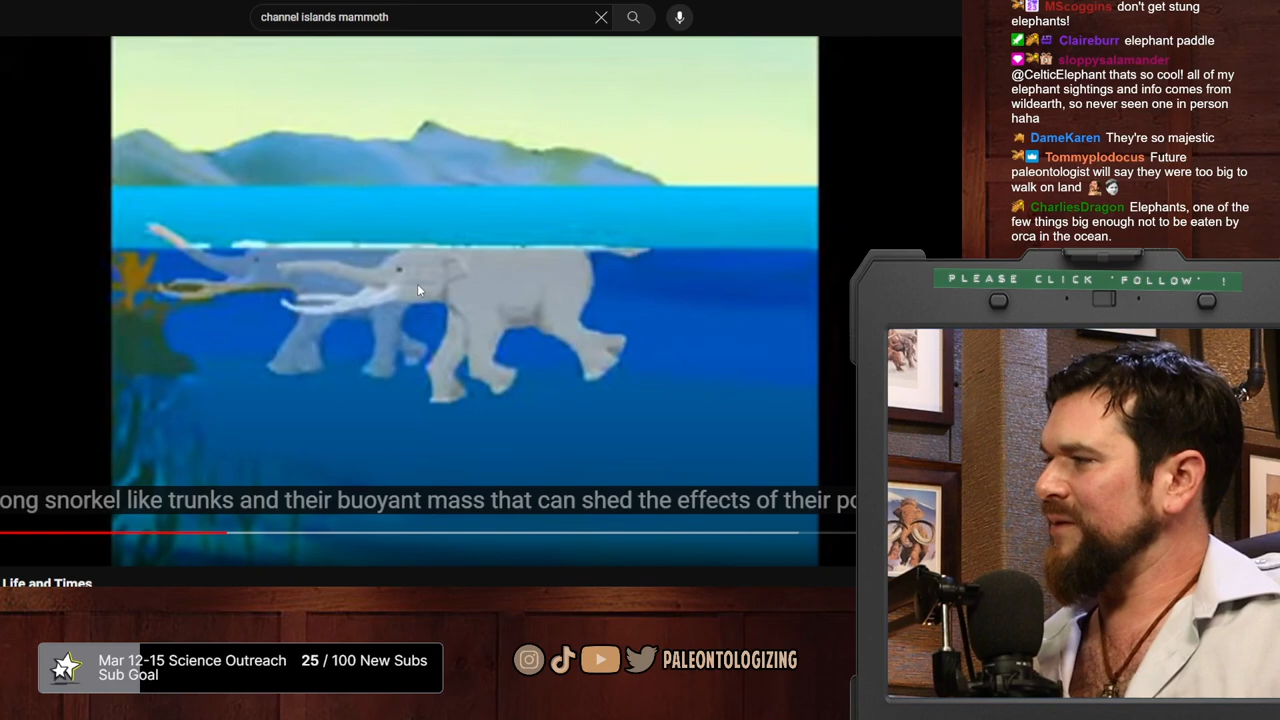 channel islands mammoth
MScoggins don't get stung
elephants!
Claireburr elephant paddle
sloppysalamander
@CelticElephant thats so cool! all of my
elephant sightings and info comes from
wildearth, so never seen one in person
haha
DameKaren They're so majestic
Tommyplodocus Future
paleontologist will say they were too big to
walk on land
CharliesDragon Elephants, one of the
few things big enough not to be eaten by
orca in the ocean.
PLEASE CLICK 'FOLLOW' !
ong snorkel like trunks and their buoyant mass that can shed the effects of their po
Life and Times
Mar 12-15 Science Outreach 25 / 100 New Subs
Sub Goal
PALEONTOLOGIZING